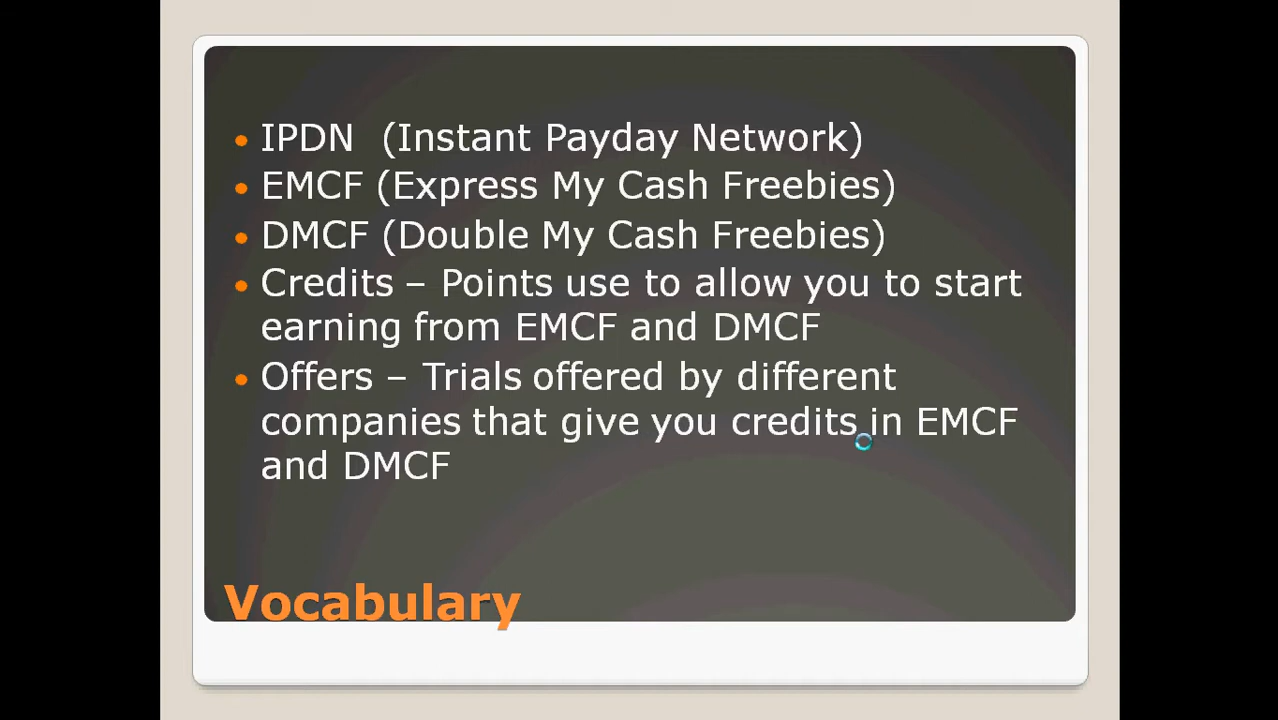 IPDN (Instant Payday Network)
EMCF (Express My Cash Freebies)
DMCF (Double My Cash Freebies)
Credits – Points use to allow you to start
earning from EMCF and DMCF
Offers – Trials offered by different
companies that give you credits in EMCF
and DMCF
Vocabulary